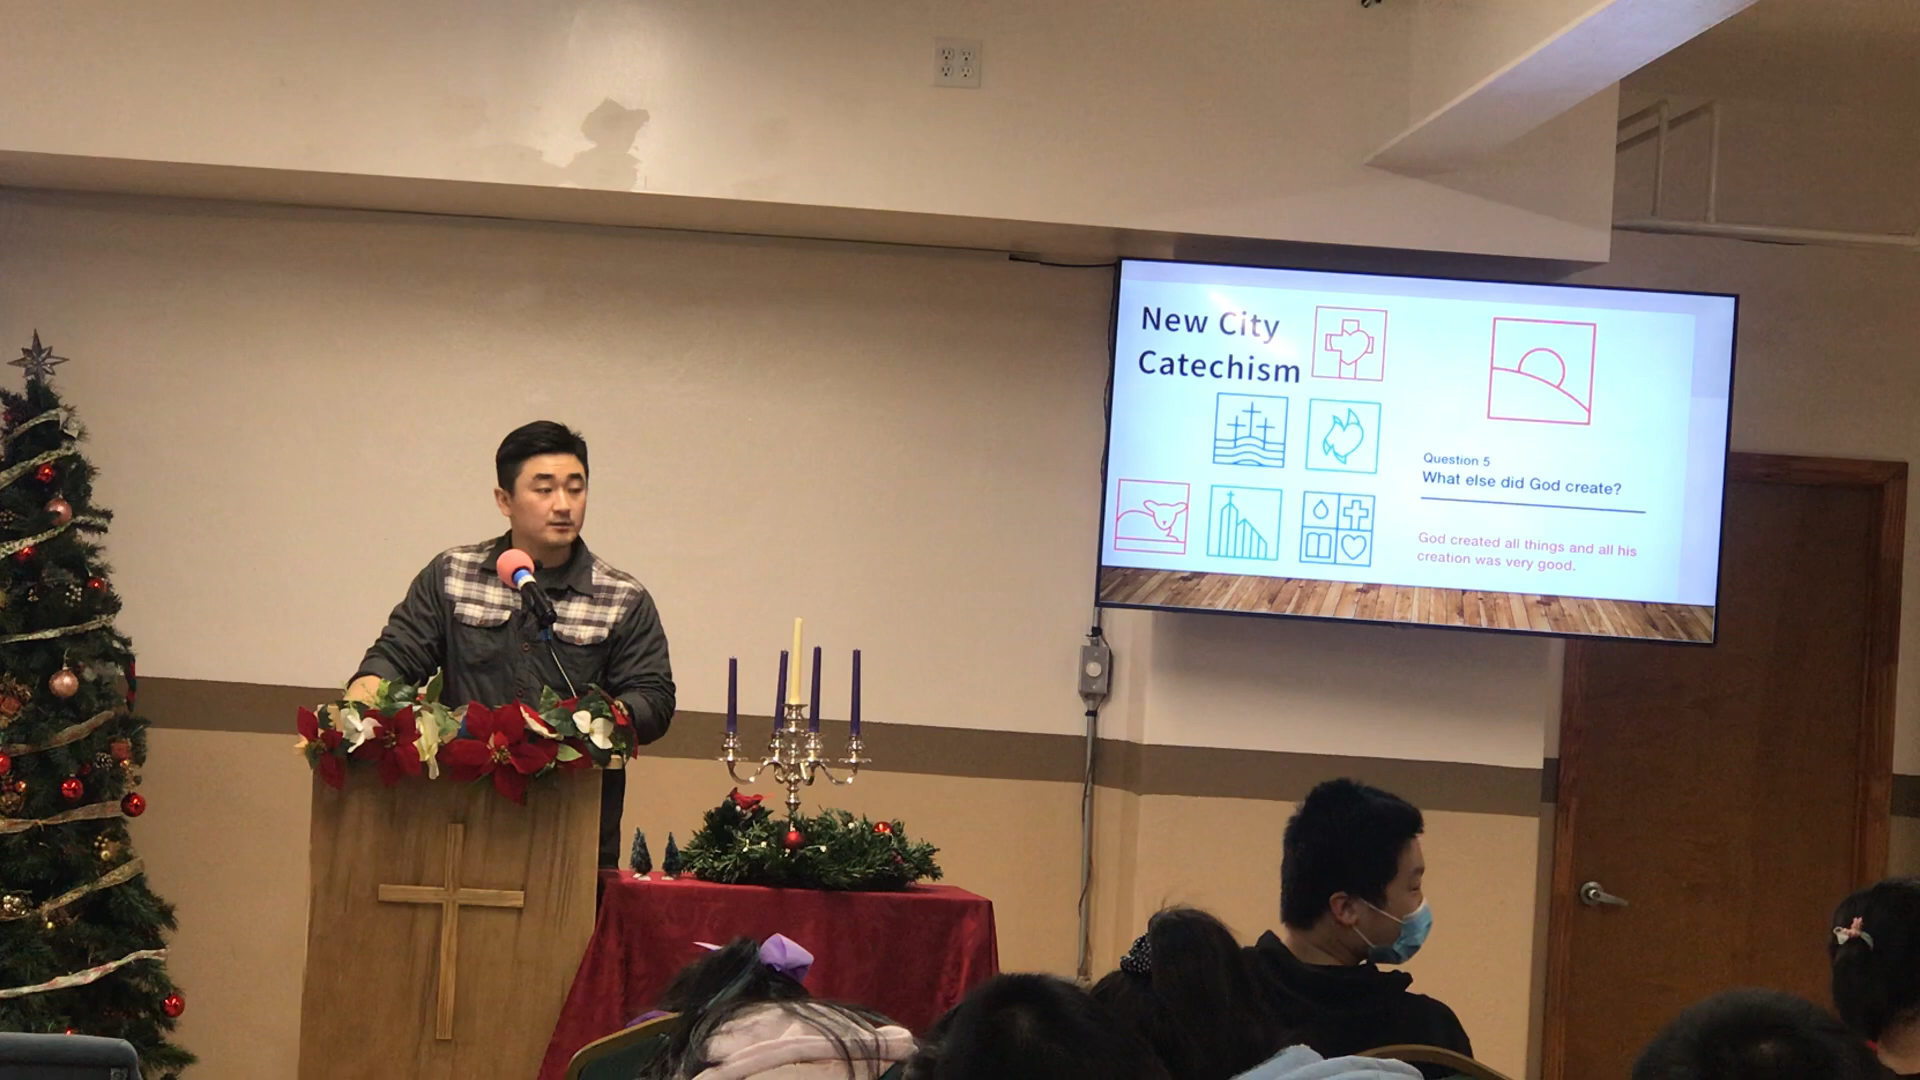 New City
Catechism
Question 5
What else did God create?
God created all things and all his
creation was very good.